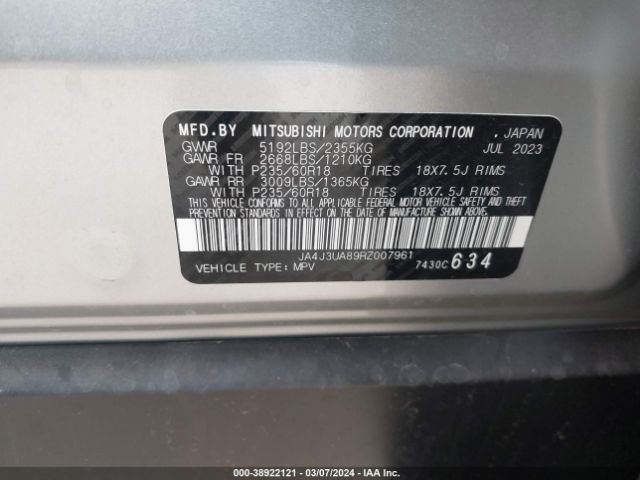 MFD.BY MITSUBISHI MOTORS CORPORATION . JAPAN
GVWR 5192LBS/2355KG JUL 2023
GAWR FR 2668LBS/1210KG
WITH P235/60R18 TIRES 18X7.5J RIMS
GAWR RR 3009LBS/1365KG
WITH P235/60R18 TIRES 18X7.5J RIMS
THIS VEHICLE CONFORMS TO ALL APPLICABLE FEDERAL MOTOR VEHICLE SAFETY AND THEFT
PREVENTION STANDARDS IN EFFECT ON THE DATE OF MANUFACTURE SHOWN ABOVE.
JA4J3UA89RZ007961
VEHICLE TYPE: MPV 7430C 634
000-38922121 - 03/07/2024 - IAAI.COM